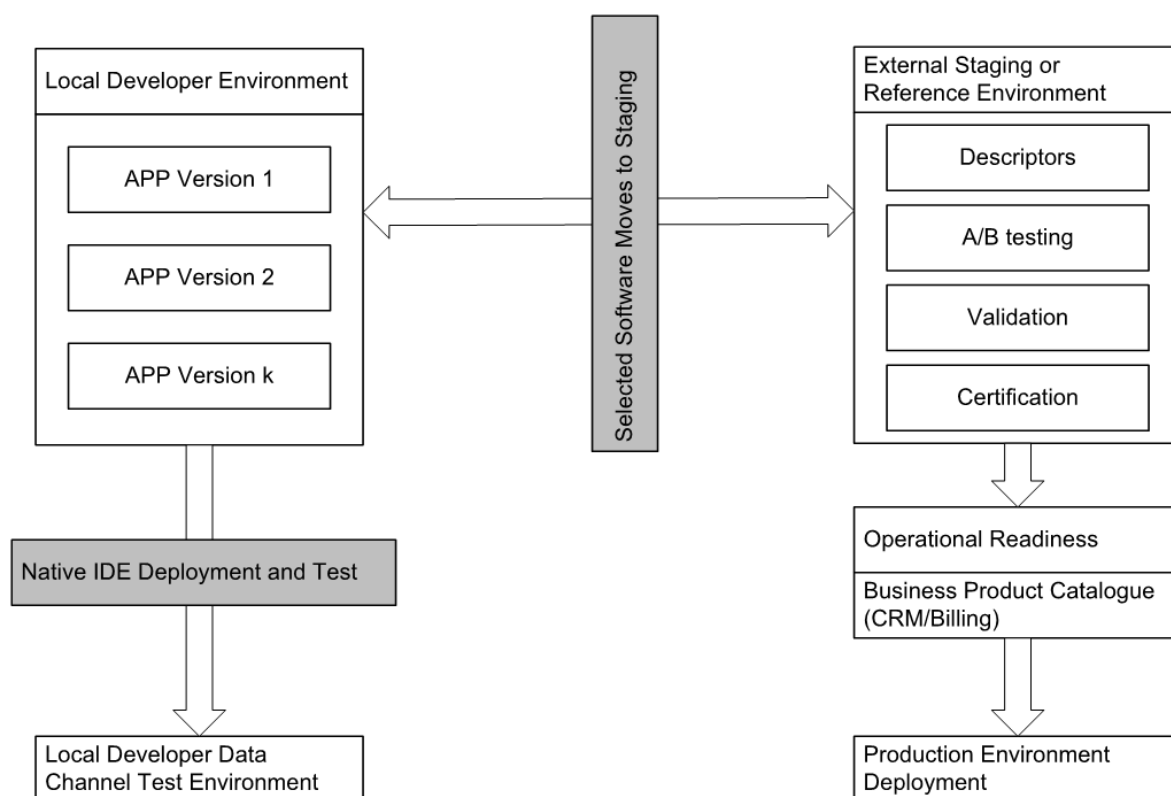 Local Developer Environment
APP Version 1
APP Version 2
APP Version k
Native IDE Deployment and Test
Local Developer Data
Channel Test Environment
Selected Software Moves to Staging
External Staging or
Reference Environment
Descriptors
A/B testing
Validation
Certification
Operational Readiness
Business Product Catalogue
(CRM/Billing)
Production Environment
Deployment